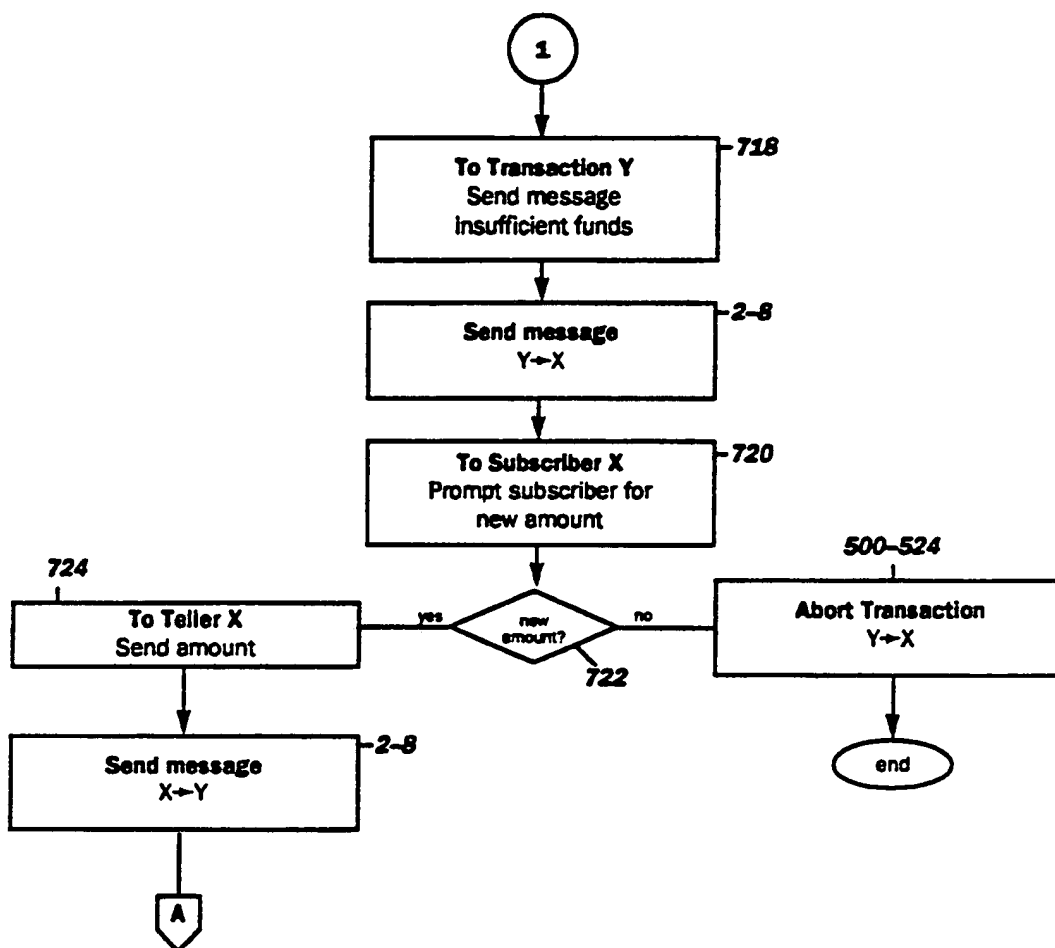 1
718
To Transaction Y
Send message
insufficient funds
2–8
Send message
Y→X
720
To Subscriber X
Prompt subscriber for
new amount
500–524
724
To Teller X
Send amount
yes
new
amount?
no
722
Abort Transaction
Y→X
2–8
Send message
X→Y
end
A